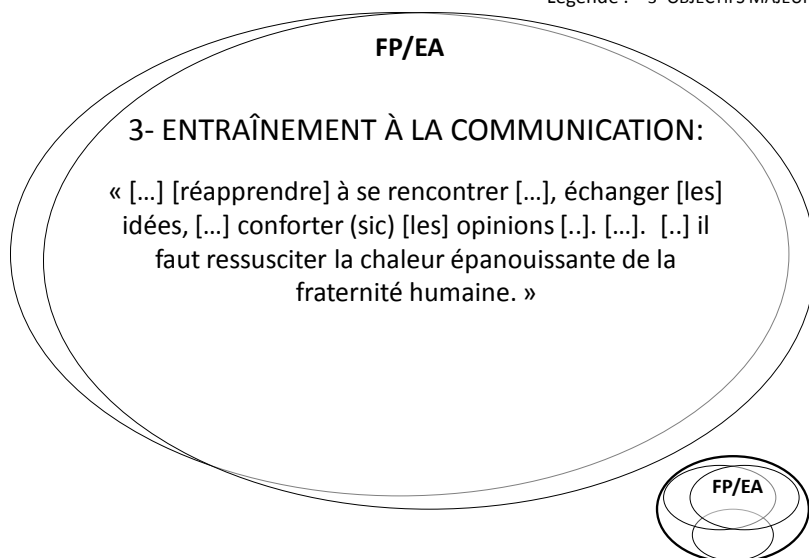 FP/EA
3- ENTRAÎNEMENT À LA COMMUNICATION:
« [...] [réapprendre] à se rencontrer [...], échanger [les]
idées, [...] conforter (sic) [les] opinions [..]. [...]. [..] il
faut ressusciter la chaleur épanouissante de la
fraternité humaine. »
FP/EA